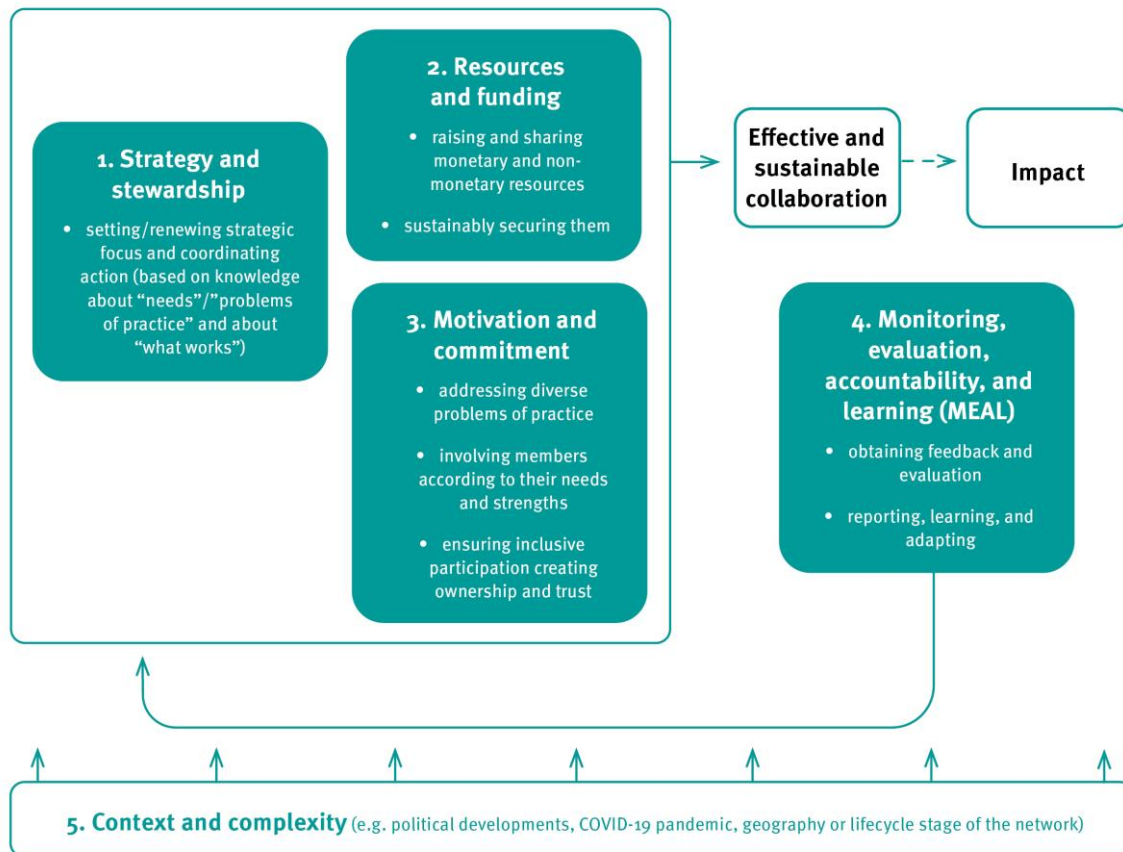 1. Strategy and
stewardship
• setting/renewing strategic
focus and coordinating
action (based on knowledge
about “needs”/”problems
of practice” and about
“what works”)
2. Resources
and funding
• raising and sharing
monetary and non-
monetary resources
• sustainably securing them
3. Motivation and
commitment
• addressing diverse
problems of practice
• involving members
according to their needs
and strengths
• ensuring inclusive
participation creating
ownership and trust
Effective and
sustainable
collaboration
Impact
4. Monitoring,
evaluation,
accountability, and
learning (MEAL)
• obtaining feedback and
evaluation
• reporting, learning, and
adapting
5. Context and complexity (e.g. political developments, COVID-19 pandemic, geography or lifecycle stage of the network)